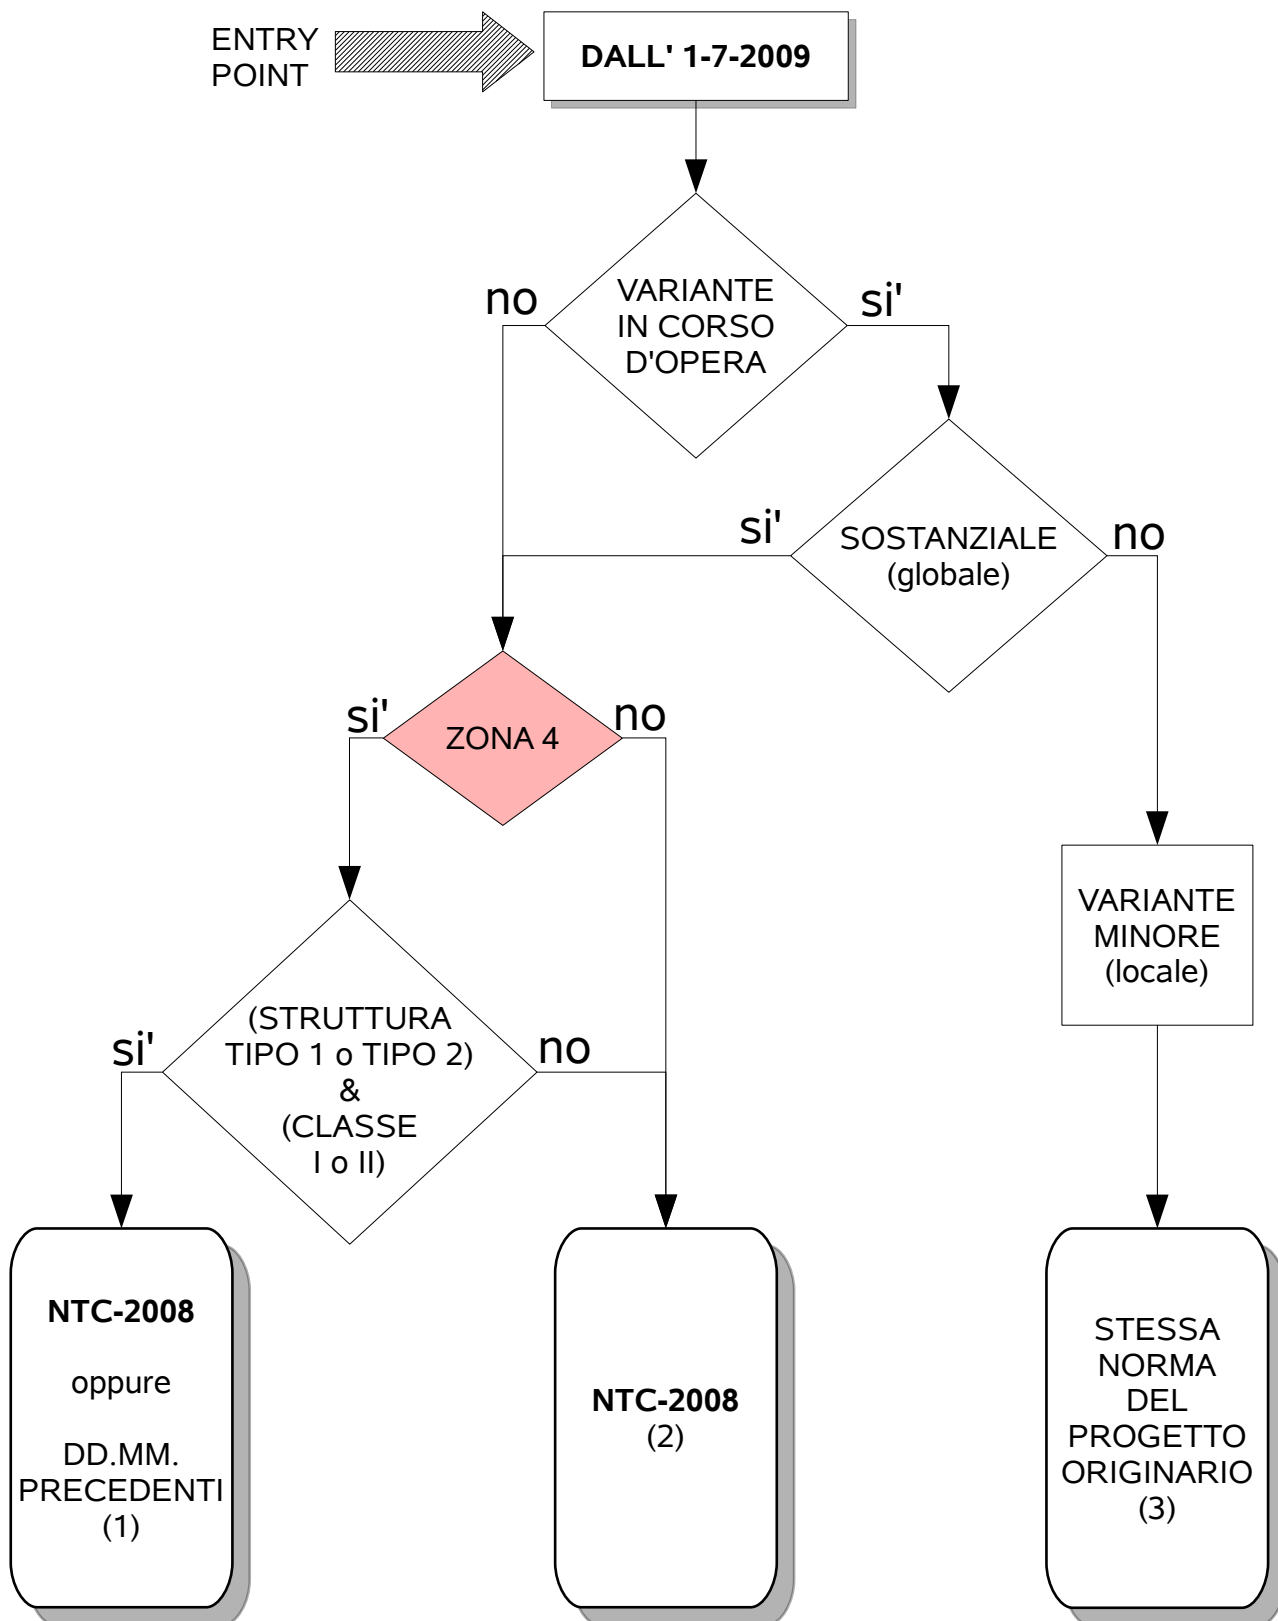 ENTRY
POINT
DALL' 1-7-2009
VARIANTE
IN CORSO
D'OPERA
no
si'
SOSTANZIALE
(globale)
si'
no
ZONA 4
si'
no
VARIANTE
MINORE
(locale)
(STRUTTURA
TIPO 1 o TIPO 2)
&
(CLASSE
I o II)
si'
no
NTC-2008
oppure
DD.MM.
PRECEDENTI
(1)
NTC-2008
(2)
STESSA
NORMA
DEL
PROGETTO
ORIGINARIO
(3)